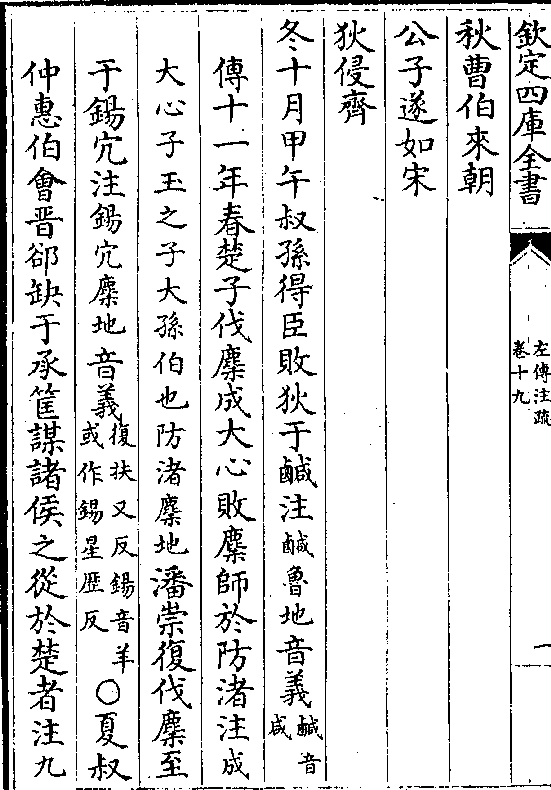 欽定四庫全書
左傳注疏
卷十九
一
秋曹伯來朝
公子遂如宋
狄侵齊
冬十月甲午叔孫得臣敗狄于鹹注鹹魯地音義鹹音
咸
傳十一年春楚子伐麇成大心敗麇師於防渚注成
大心子玉之子大孫伯也防渚麇地潘崇復伐麇至
于鍚穴注鍚穴麇地音義復扶又反鍚音羊
或作錫星歷反
○夏叔
仲惠伯會晋郤缺于承筐謀諸侯之從於楚者注九